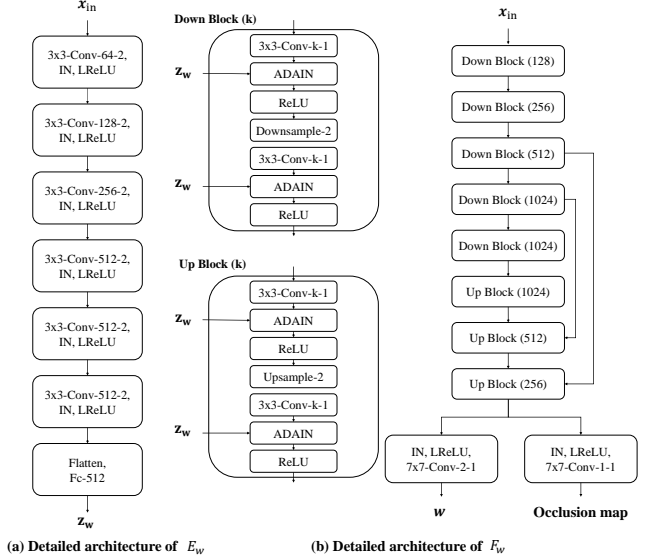 x_in
3x3-Conv-64-2,
IN, LReLU
3x3-Conv-128-2,
IN, LReLU
3x3-Conv-256-2,
IN, LReLU
3x3-Conv-512-2,
IN, LReLU
3x3-Conv-512-2,
IN, LReLU
3x3-Conv-512-2,
IN, LReLU
Flatten,
Fc-512
z_w
Down Block (k)
3x3-Conv-k-1
z_w
ADAIN
ReLU
Downsample-2
3x3-Conv-k-1
z_w
ADAIN
ReLU
Up Block (k)
3x3-Conv-k-1
z_w
ADAIN
ReLU
Upsample-2
3x3-Conv-k-1
z_w
ADAIN
ReLU
x_in
Down Block (128)
Down Block (256)
Down Block (512)
Down Block (1024)
Down Block (1024)
Up Block (1024)
Up Block (512)
Up Block (256)
IN, LReLU,
7x7-Conv-2-1
IN, LReLU,
7x7-Conv-1-1
w
Occlusion map
(a) Detailed architecture of E_w
(b) Detailed architecture of F_w